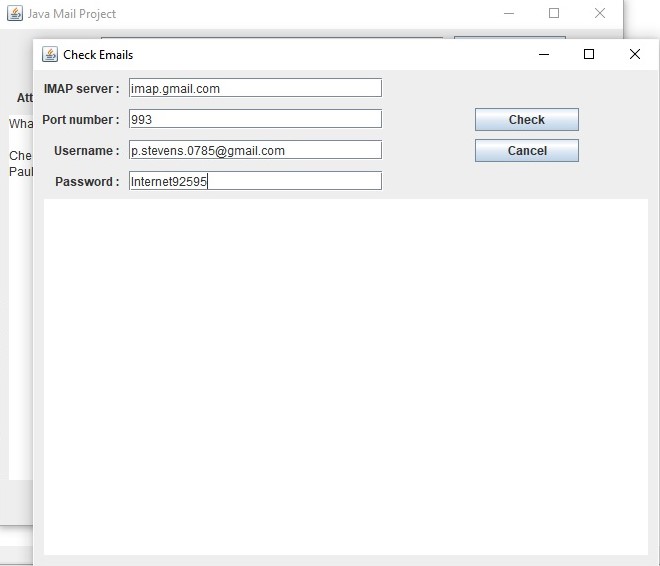 Java Mail Project
Check Emails
Att
Wha
Che
Paul
IMAP server : imap.gmail.com
Port number : 993
Check
Username : p.stevens.0785@gmail.com
Cancel
Password : Internet92595